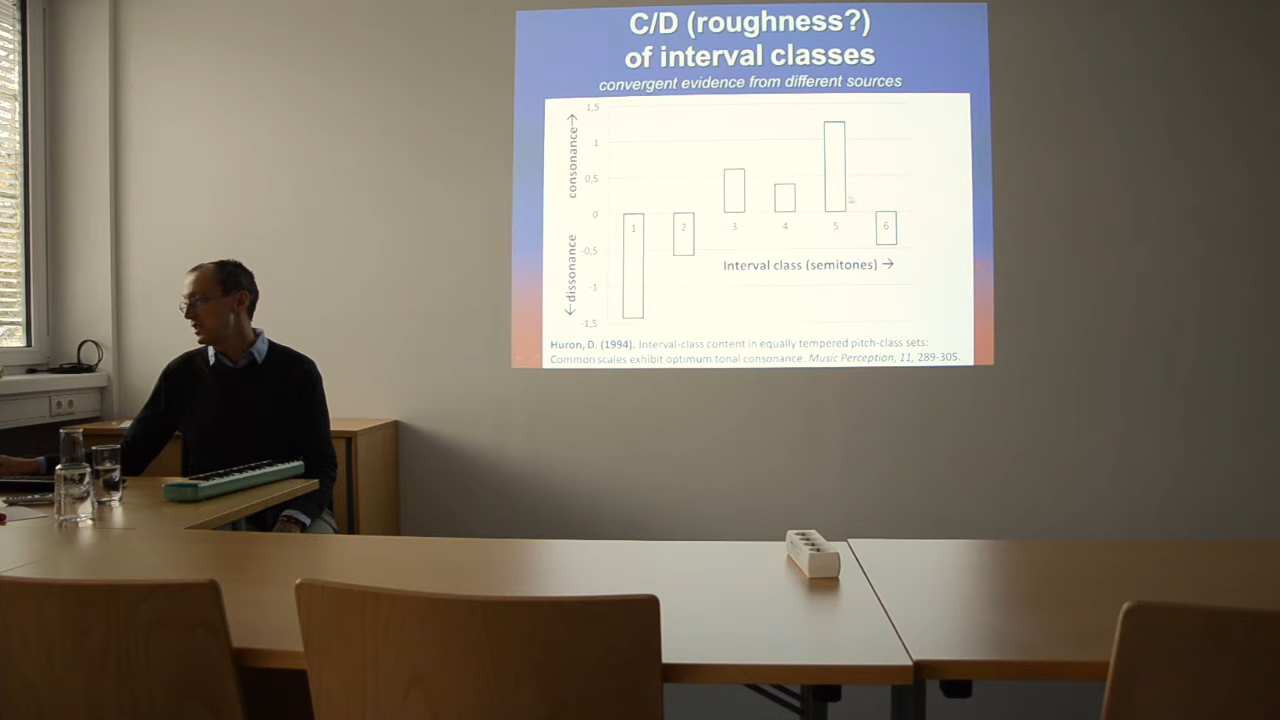 C/D (roughness?)
of interval classes
convergent evidence from different sources
1,5
1
0,5
0
-0,5
-1
-1,5
consonance→
←dissonance
1 2 3 4 5 6
Interval class (semitones) →
Huron, D. (1994). Interval-class content in equally tempered pitch-class sets:
Common scales exhibit optimum tonal consonance. Music Perception, 11, 289-305.